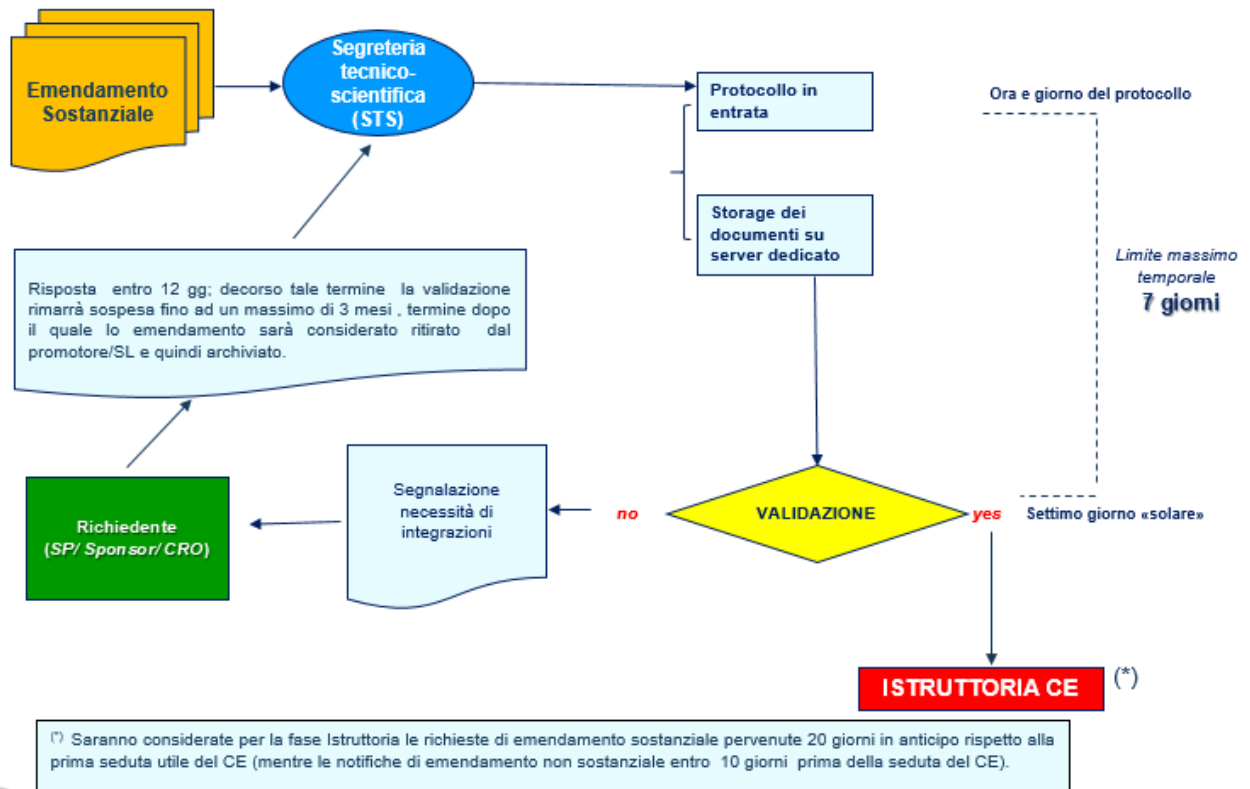 Emendamento
Sostanziale
Segreteria
tecnico-
scientifica
(STS)
Protocollo in
entrata
Ora e giorno del protocollo
Storage dei
documenti su
server dedicato
Limite massimo
temporale
7 giorni
Risposta entro 12 gg; decorso tale termine la validazione
rimarrà sospesa fino ad un massimo di 3 mesi , termine dopo
il quale lo emendamento sarà considerato ritirato dal
promotore/SL e quindi archiviato.
Richiedente
(SP/ Sponsor/ CRO)
Segnalazione
necessità di
integrazioni
no
VALIDAZIONE
yes
Settimo giorno «solare»
ISTRUTTORIA CE (*)
(*) Saranno considerate per la fase Istruttoria le richieste di emendamento sostanziale pervenute 20 giorni in anticipo rispetto alla
prima seduta utile del CE (mentre le notifiche di emendamento non sostanziale entro 10 giorni prima della seduta del CE).